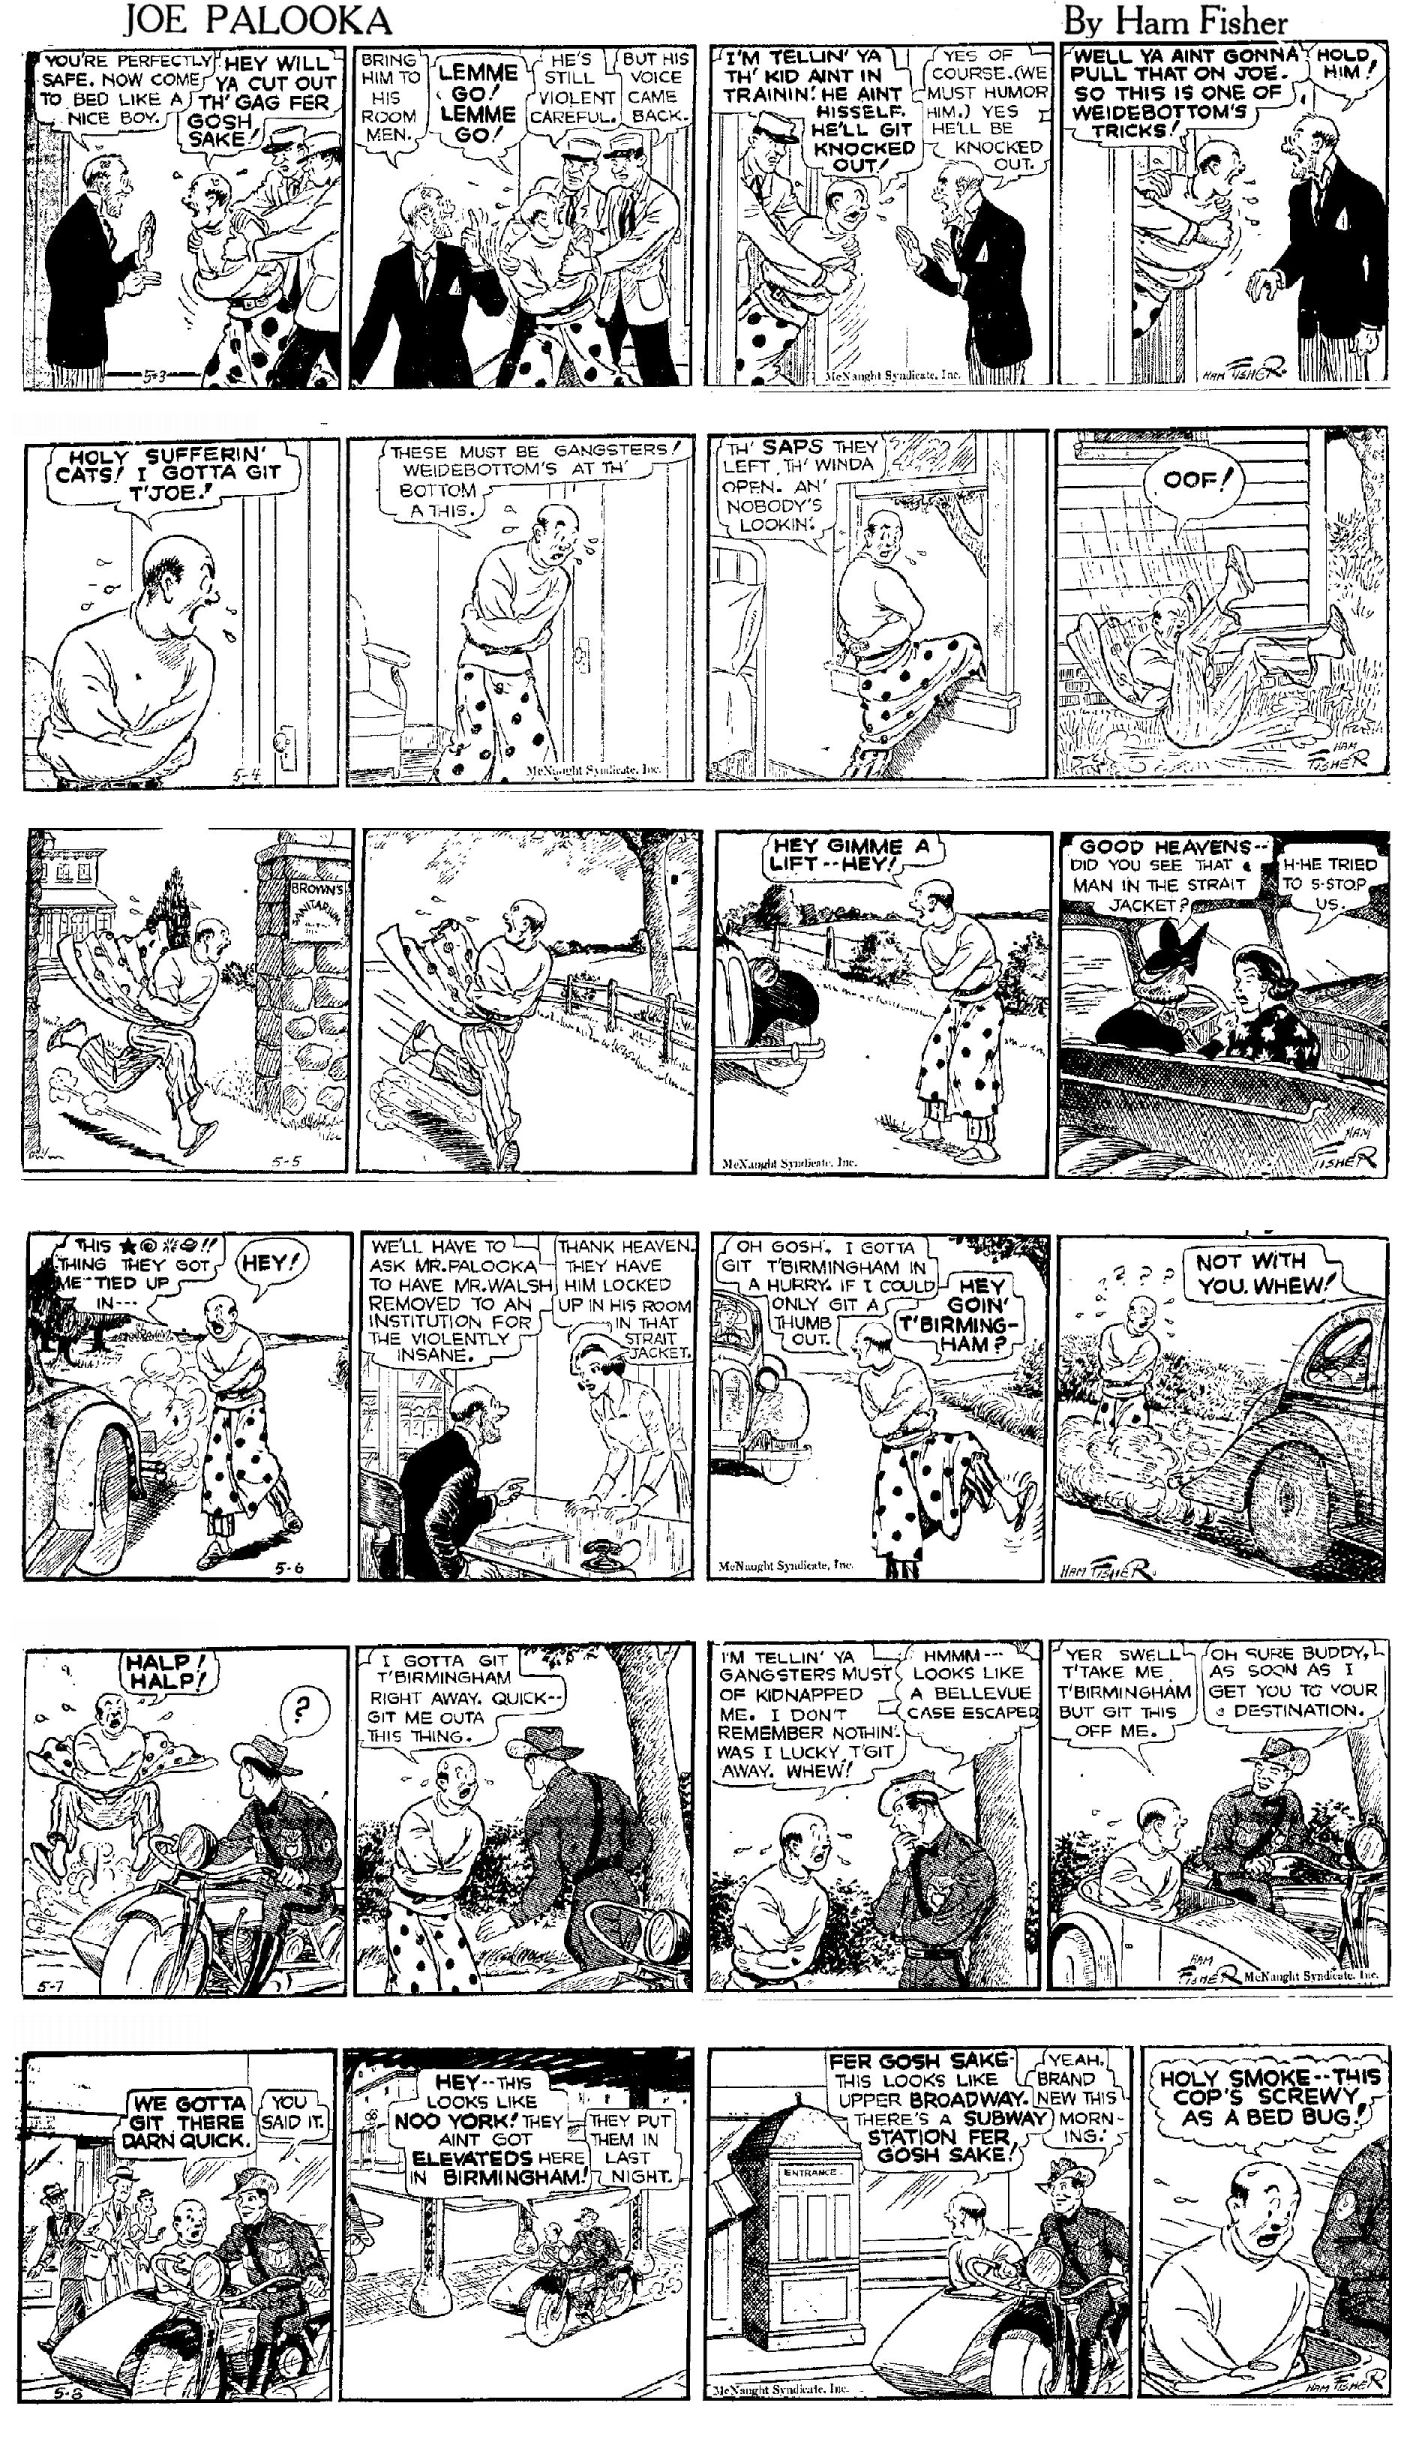 JOE PALOOKA
By Ham Fisher
YOU'RE PERFECTLY
SAFE. NOW COME
TO BED LIKE A
NICE BOY.
HEY WILL
YA CUT OUT
TH' GAG FER
GOSH
SAKE!
5-3
BRING
HIM TO
HIS
ROOM
MEN.
LEMME
GO!
LEMME
GO!
HE'S
STILL
VIOLENT
CAREFUL.
BUT HIS
VOICE
CAME
BACK.
I'M TELLIN' YA
TH' KID AINT IN
TRAININ'. HE AINT
HISSELF.
HE'LL GIT
KNOCKED
OUT!
YES OF
COURSE. (WE
MUST HUMOR
HIM.) YES
HE'LL BE
KNOCKED
OUT.
McNaught Syndicate, Inc.
WELL YA AINT GONNA
PULL THAT ON JOE.
SO THIS IS ONE OF
WEIDEBOTTOM'S
TRICKS!
HOLD
HIM!
HAM FISHER
HOLY SUFFERIN'
CATS! I GOTTA GIT
T'JOE!
5-4
THESE MUST BE GANGSTERS!
WEIDEBOTTOM'S AT TH'
BOTTOM
A THIS.
McNaught Syndicate, Inc.
TH' SAPS THEY
LEFT TH' WINDA
OPEN. AN'
NOBODY'S
LOOKIN'.
OOF!
HAM
FISHER
BROWN'S
SANITARIUM
5-5
HEY GIMME A
LIFT--HEY!
McNaught Syndicate, Inc.
GOOD HEAVENS--
DID YOU SEE THAT
MAN IN THE STRAIT
JACKET?
H-HE TRIED
TO S-STOP
US.
HAM
FISHER
THIS ★@※!!
THING THEY GOT
ME TIED UP
IN---
HEY!
5-6
WE'LL HAVE TO
ASK MR. PALOOKA
TO HAVE MR. WALSH
REMOVED TO AN
INSTITUTION FOR
THE VIOLENTLY
INSANE.
THANK HEAVEN.
THEY HAVE
HIM LOCKED
UP IN HIS ROOM
IN THAT
STRAIT
JACKET.
OH GOSH. I GOTTA
GIT T'BIRMINGHAM IN
A HURRY. IF I COULD
ONLY GIT A
THUMB
OUT.
HEY
GOIN'
T'BIRMING-
HAM?
McNaught Syndicate, Inc.
? ? ? ?
NOT WITH
YOU. WHEW!
HAM FISHER
HALP!
HALP!
?
5-7
I GOTTA GIT
T'BIRMINGHAM
RIGHT AWAY. QUICK--
GIT ME OUTA
THIS THING.
I'M TELLIN' YA
GANGSTERS MUST
OF KIDNAPPED
ME. I DON'T
REMEMBER NOTHIN'.
WAS I LUCKY T'GIT
AWAY. WHEW!
HMMM---
LOOKS LIKE
A BELLEVUE
CASE ESCAPED
YER SWELL
T'TAKE ME
T'BIRMINGHAM
BUT GIT THIS
OFF ME.
OH SURE BUDDY,
AS SOON AS I
GET YOU TO YOUR
DESTINATION.
HAM
FISHER
McNaught Syndicate, Inc.
WE GOTTA
GIT THERE
DARN QUICK.
YOU
SAID IT.
5-8
HEY--THIS
LOOKS LIKE
NOO YORK! THEY
AINT GOT
ELEVATEDS HERE
IN BIRMINGHAM!
THEY PUT
THEM IN
LAST
NIGHT.
FER GOSH SAKE-
THIS LOOKS LIKE
UPPER BROADWAY.
THERE'S A SUBWAY
STATION FER
GOSH SAKE!
YEAH.
BRAND
NEW THIS
MORN-
ING.
ENTRANCE
McNaught Syndicate, Inc.
HOLY SMOKE--THIS
COP'S SCREWY
AS A BED BUG!
HAM FISHER